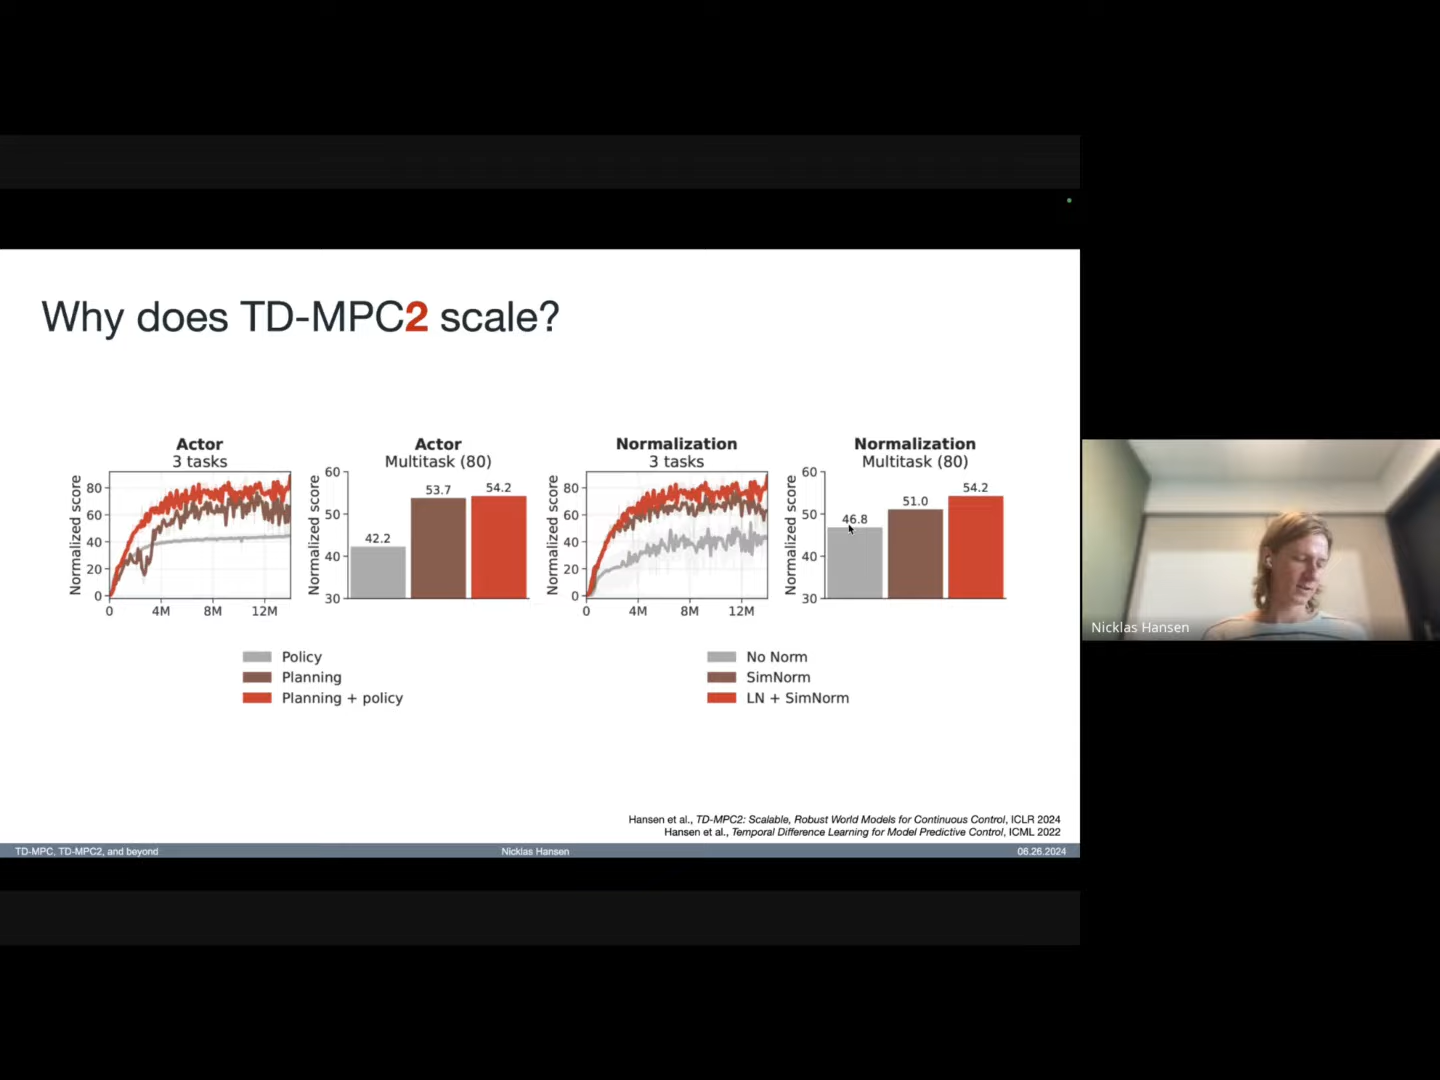 Why does TD-MPC2 scale?
Actor
3 tasks
Normalized score
80
60
40
20
0
0
4M
8M
12M
Actor
Multitask (80)
Normalized score
60
50
40
30
42.2
53.7
54.2
Policy
Planning
Planning + policy
Normalization
3 tasks
Normalized score
80
60
40
20
0
0
4M
8M
12M
Normalization
Multitask (80)
Normalized score
60
50
40
30
46.8
51.0
54.2
No Norm
SimNorm
LN + SimNorm
Hansen et al., TD-MPC2: Scalable, Robust World Models for Continuous Control, ICLR 2024
Hansen et al., Temporal Difference Learning for Model Predictive Control, ICML 2022
TD-MPC, TD-MPC2, and beyond
Nicklas Hansen
06.26.2024
Nicklas Hansen